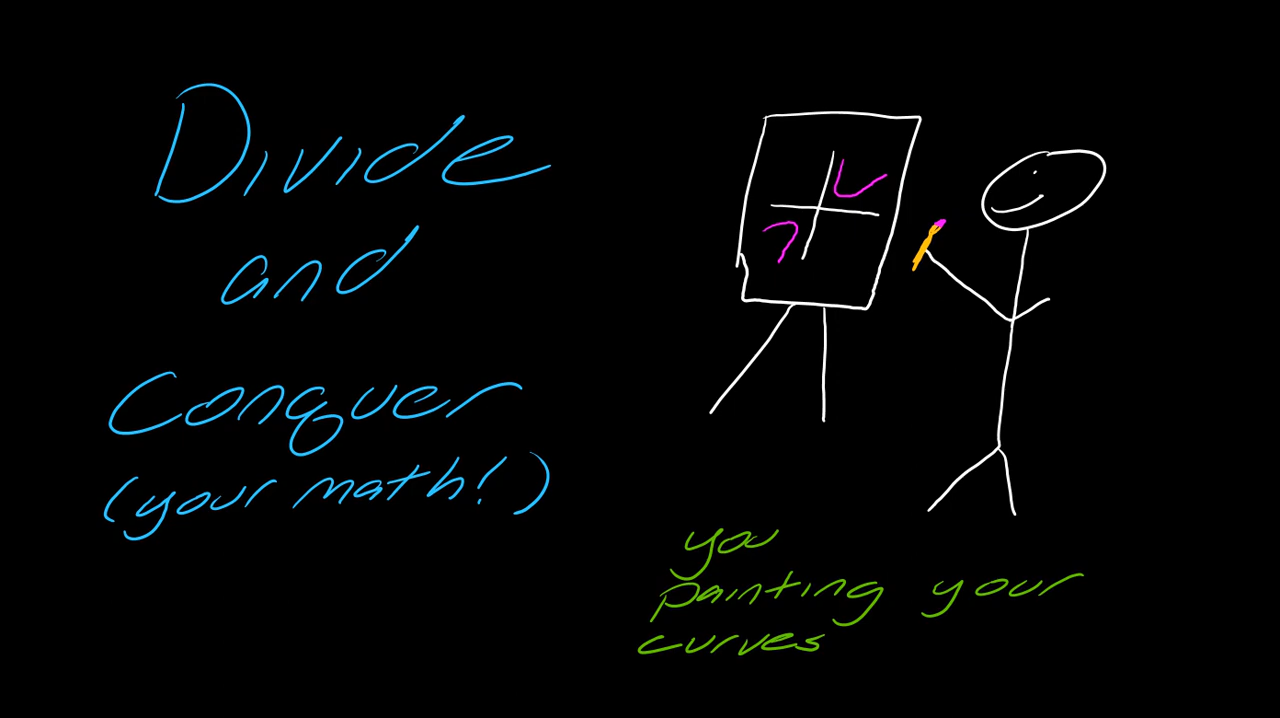 Divide
and
Conquer
(your math!)
you
painting your
curves